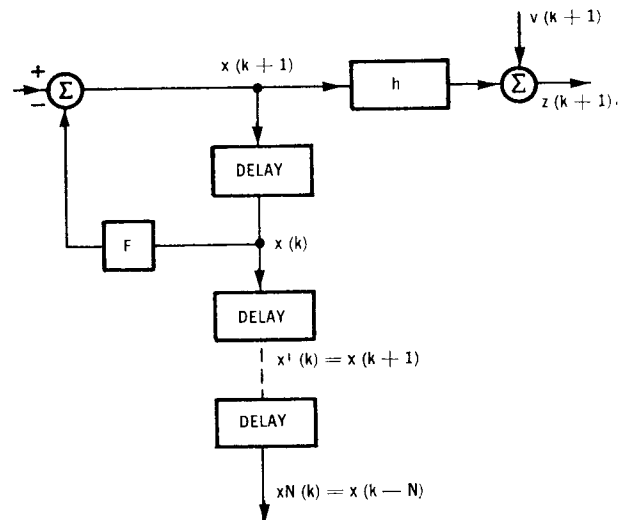 v (k + 1)
+
x (k + 1)
Σ
h
Σ
−
z (k + 1).
DELAY
F
x (k)
DELAY
x¹ (k) = x (k + 1)
DELAY
xN (k) = x (k — N)